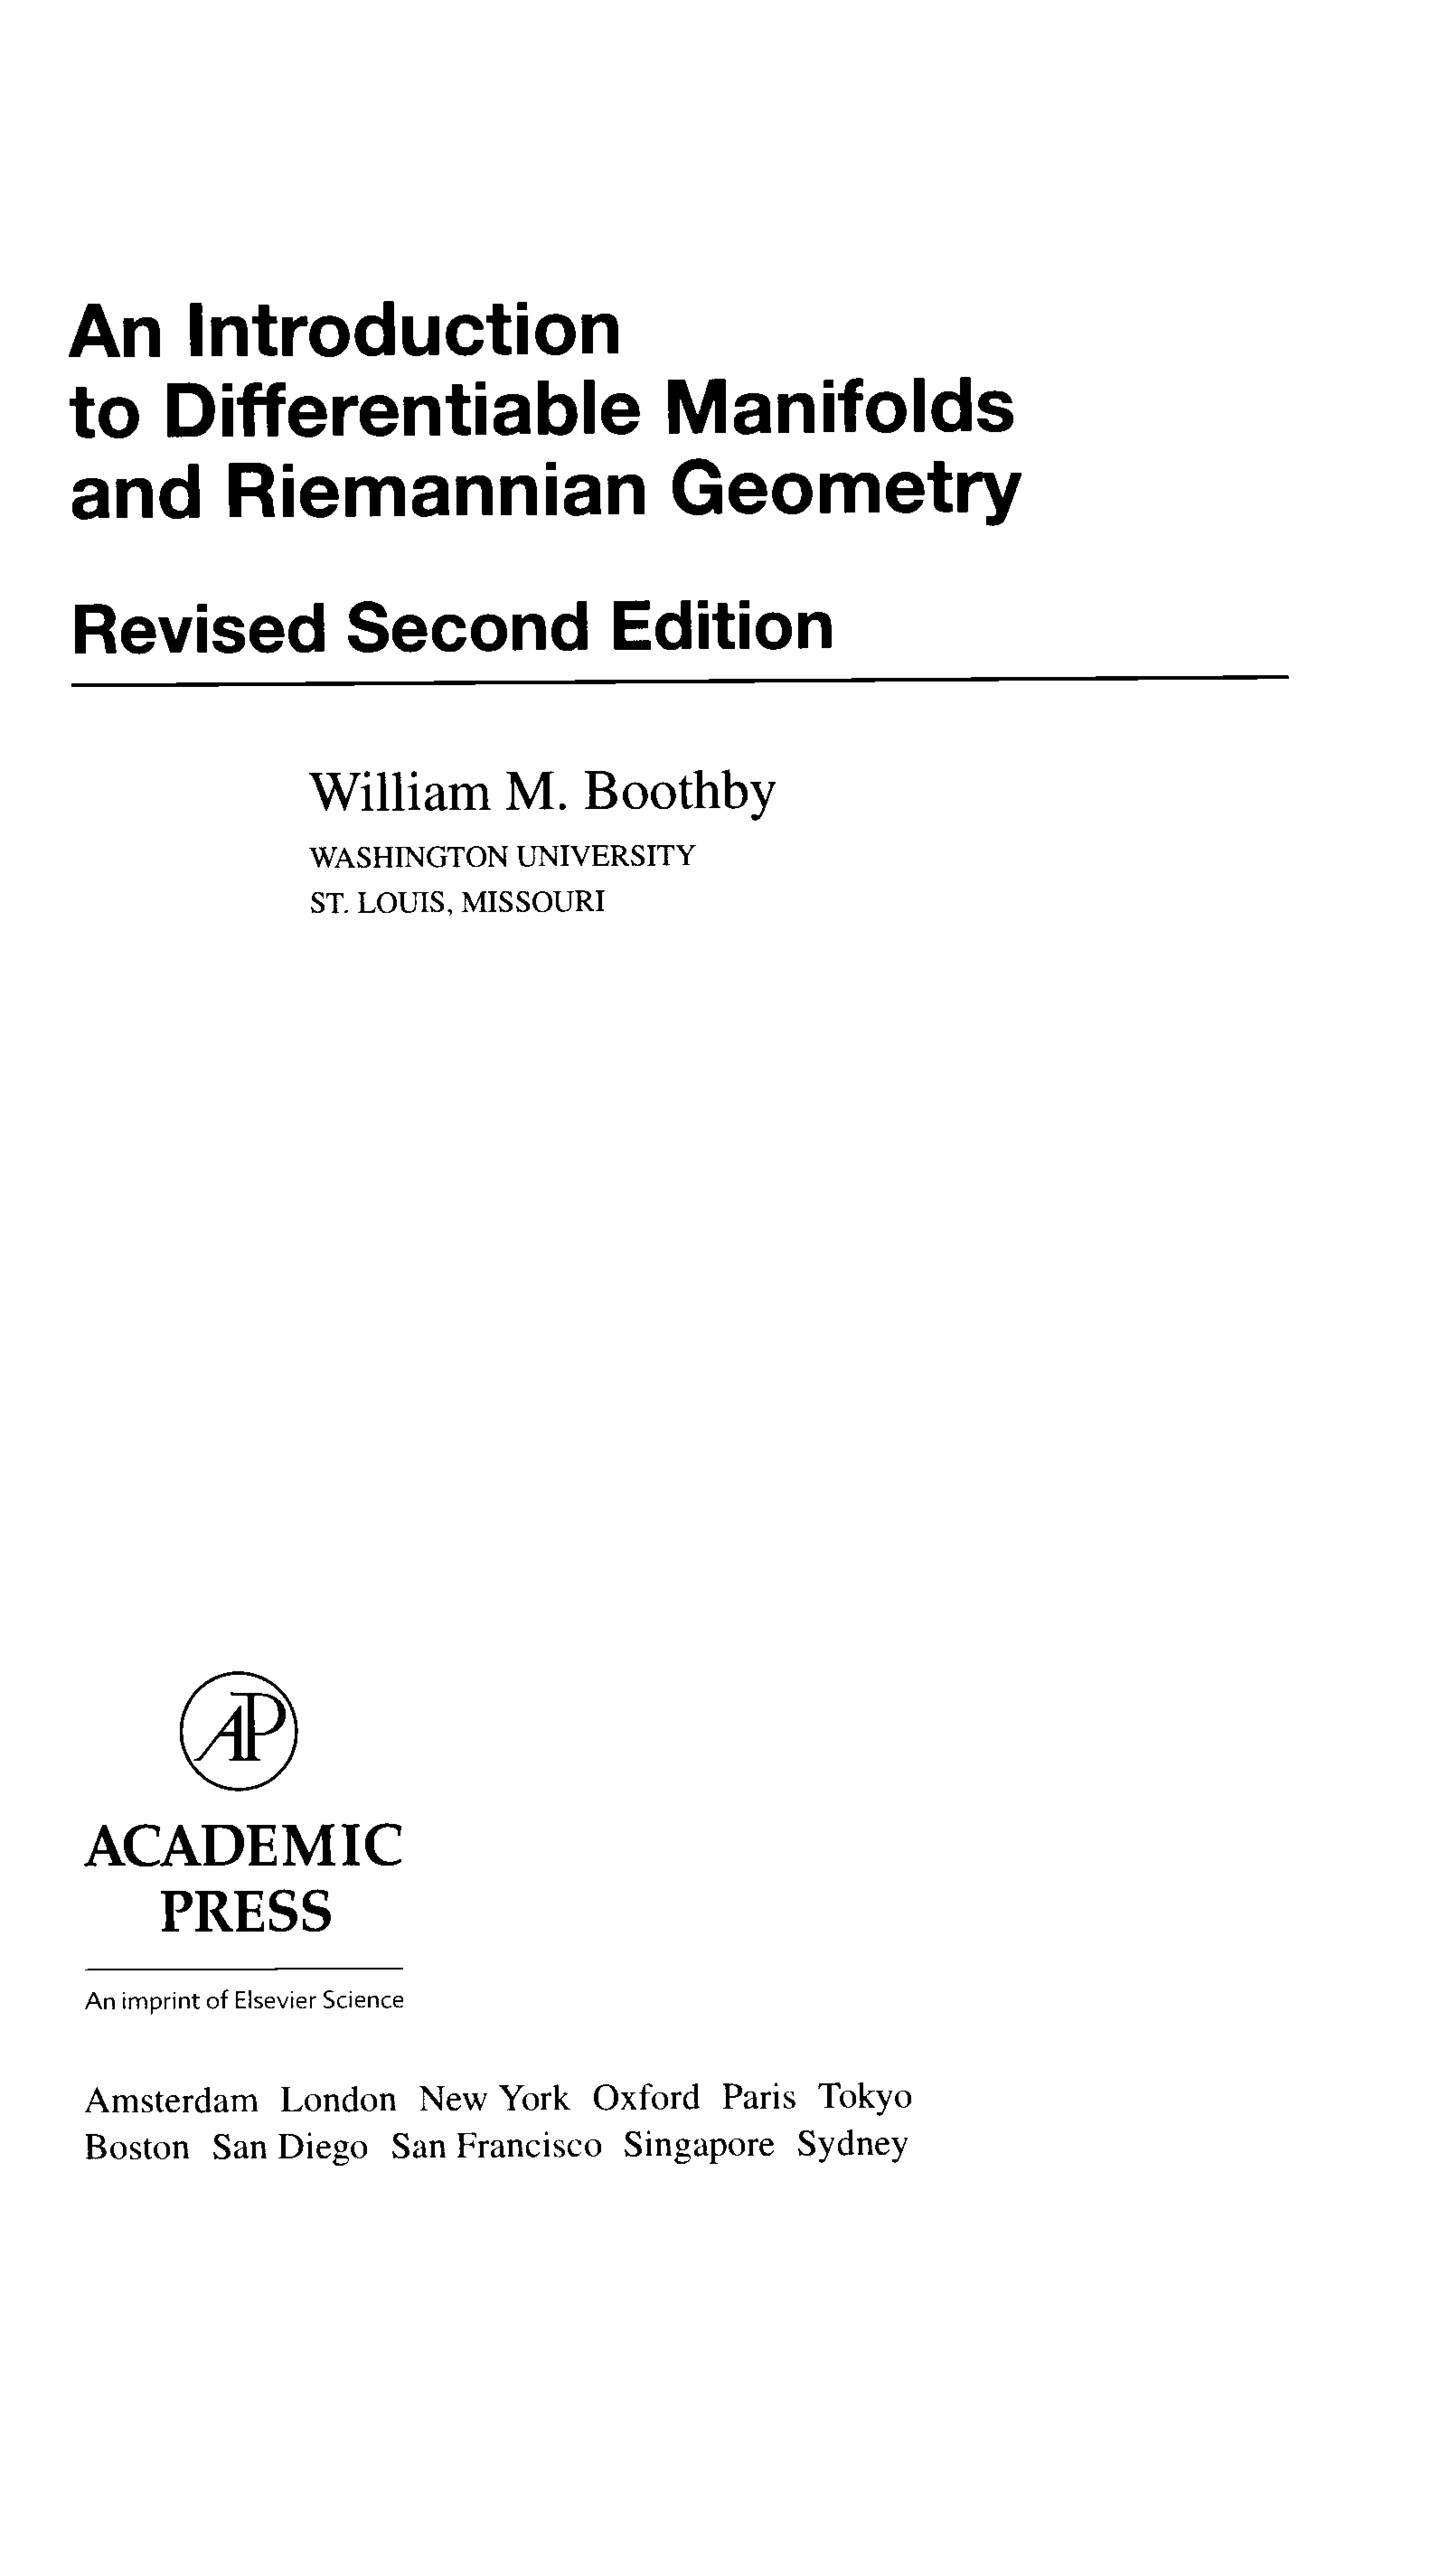 An Introduction
to Differentiable Manifolds
and Riemannian Geometry
Revised Second Edition
William M. Boothby
WASHINGTON UNIVERSITY
ST. LOUIS, MISSOURI
AP
ACADEMIC
PRESS
An imprint of Elsevier Science
Amsterdam London New York Oxford Paris Tokyo
Boston San Diego San Francisco Singapore Sydney